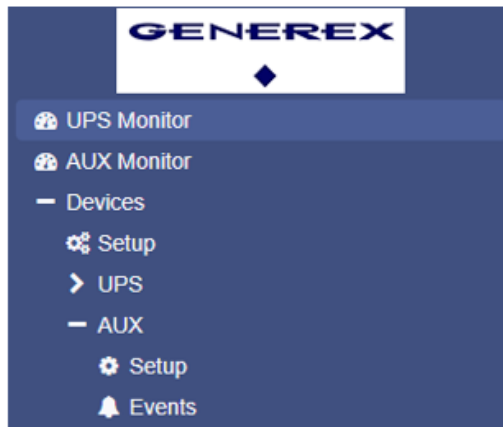 GENEREX
UPS Monitor
AUX Monitor
Devices
Setup
UPS
AUX
Setup
Events